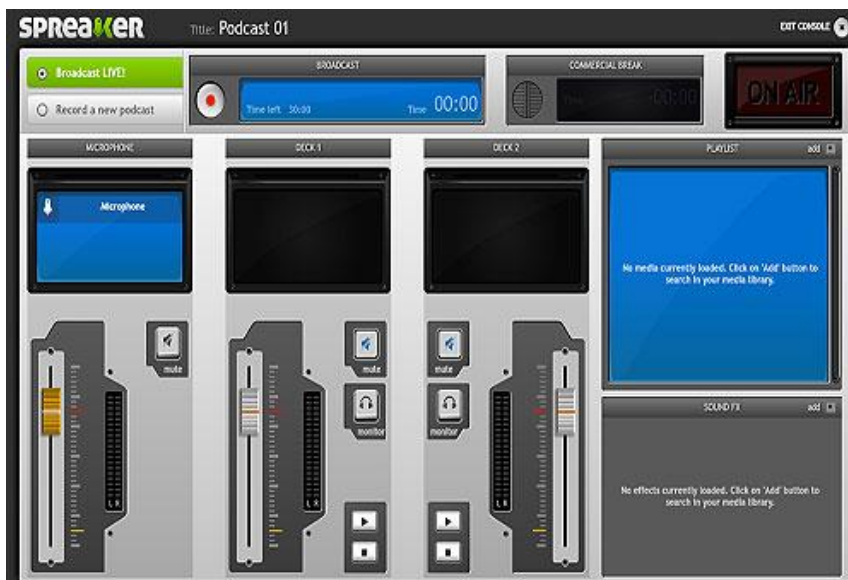 SPREAKER
Title: Podcast 01
EXIT CONSOLE
Broadcast LIVE!
Record a new podcast
BROADCAST
Time left 30:00
Time 00:00
COMMERCIAL BREAK
Time -00:00
ON AIR
MICROPHONE
DECK 1
DECK 2
PLAYLIST
add
Microphone
No media currently loaded. Click on 'Add' button to
search in your media library.
mute
mute
mute
monitor
monitor
SOUND FX
add
No effects currently loaded. Click on 'Add' button to
search in your media library.
L R
L R
L R